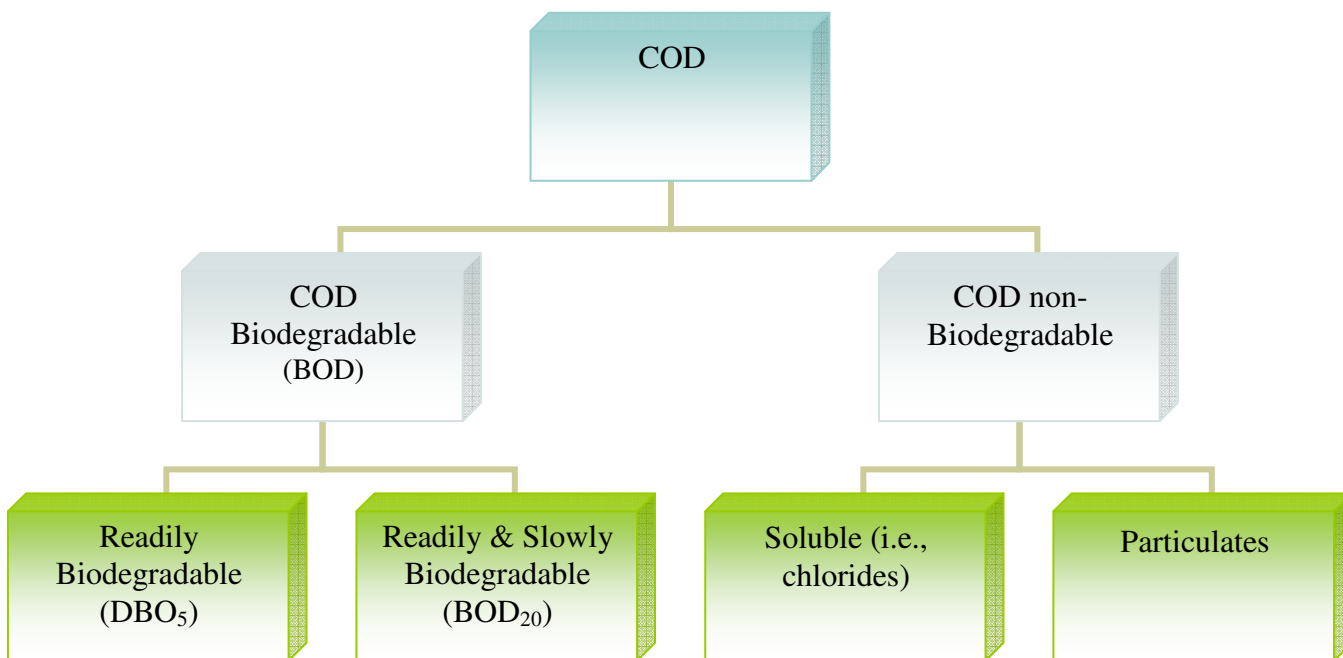 COD
COD
Biodegradable
(BOD)
COD non-
Biodegradable
Readily
Biodegradable
(DBO₅)
Readily & Slowly
Biodegradable
(BOD₂₀)
Soluble (i.e.,
chlorides)
Particulates